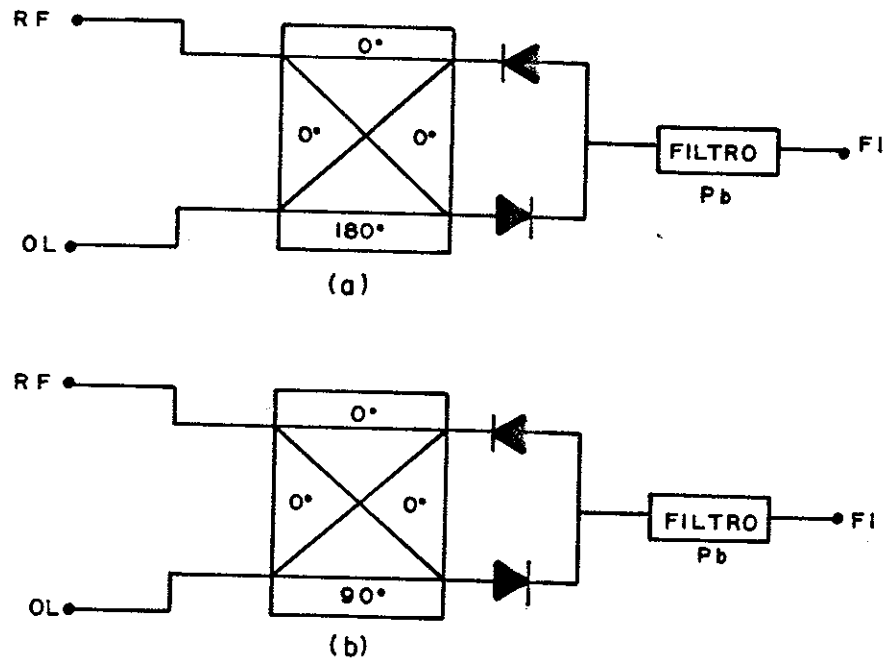 RF
0°
0° 0°
FILTRO
FI
Pb
180°
OL
(a)
RF
0°
0° 0°
FILTRO
FI
Pb
90°
OL
(b)